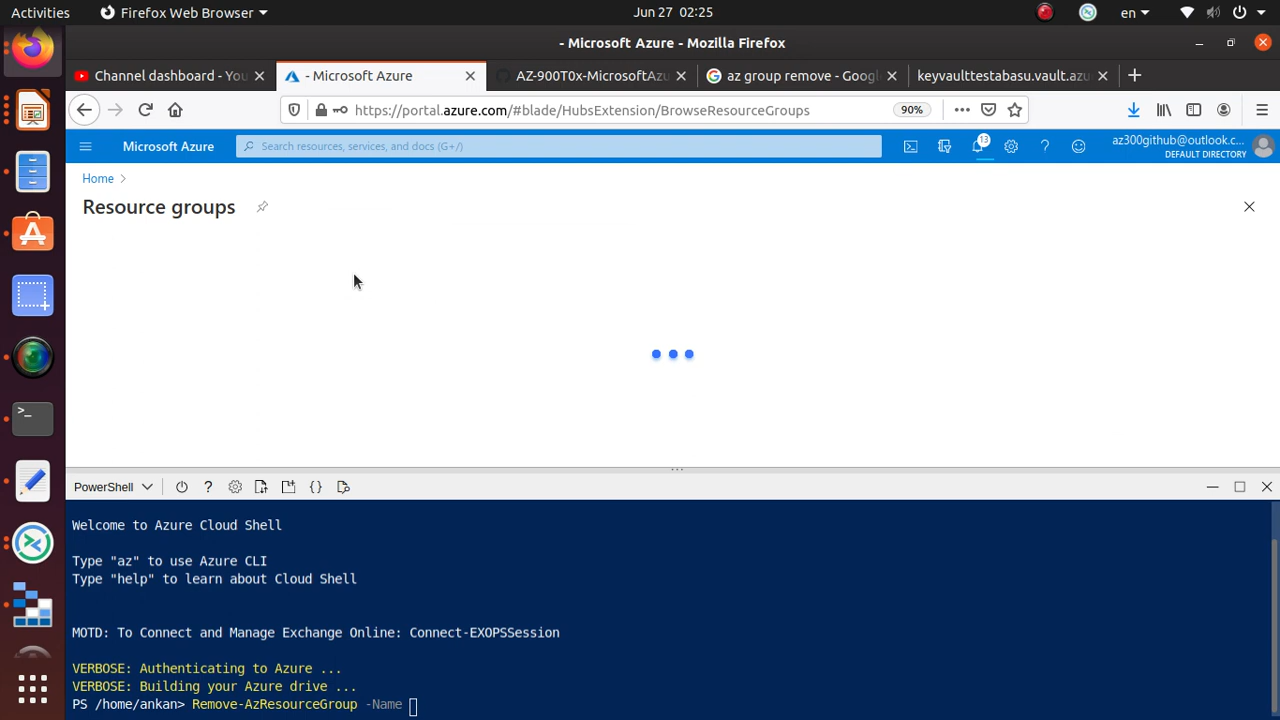 Activities
Firefox Web Browser
Jun 27 02:25
en
- Microsoft Azure - Mozilla Firefox
Channel dashboard - You
- Microsoft Azure
AZ-900T0x-MicrosoftAzu
az group remove - Google
keyvaulttestabasu.vault.azu
https://portal.azure.com/#blade/HubsExtension/BrowseResourceGroups
90%
Microsoft Azure
Search resources, services, and docs (G+/)
13
az300github@outlook.c...
DEFAULT DIRECTORY
Home
Resource groups
PowerShell
Welcome to Azure Cloud Shell
Type "az" to use Azure CLI
Type "help" to learn about Cloud Shell
MOTD: To Connect and Manage Exchange Online: Connect-EXOPSSession
VERBOSE: Authenticating to Azure ...
VERBOSE: Building your Azure drive ...
PS /home/ankan> Remove-AzResourceGroup -Name